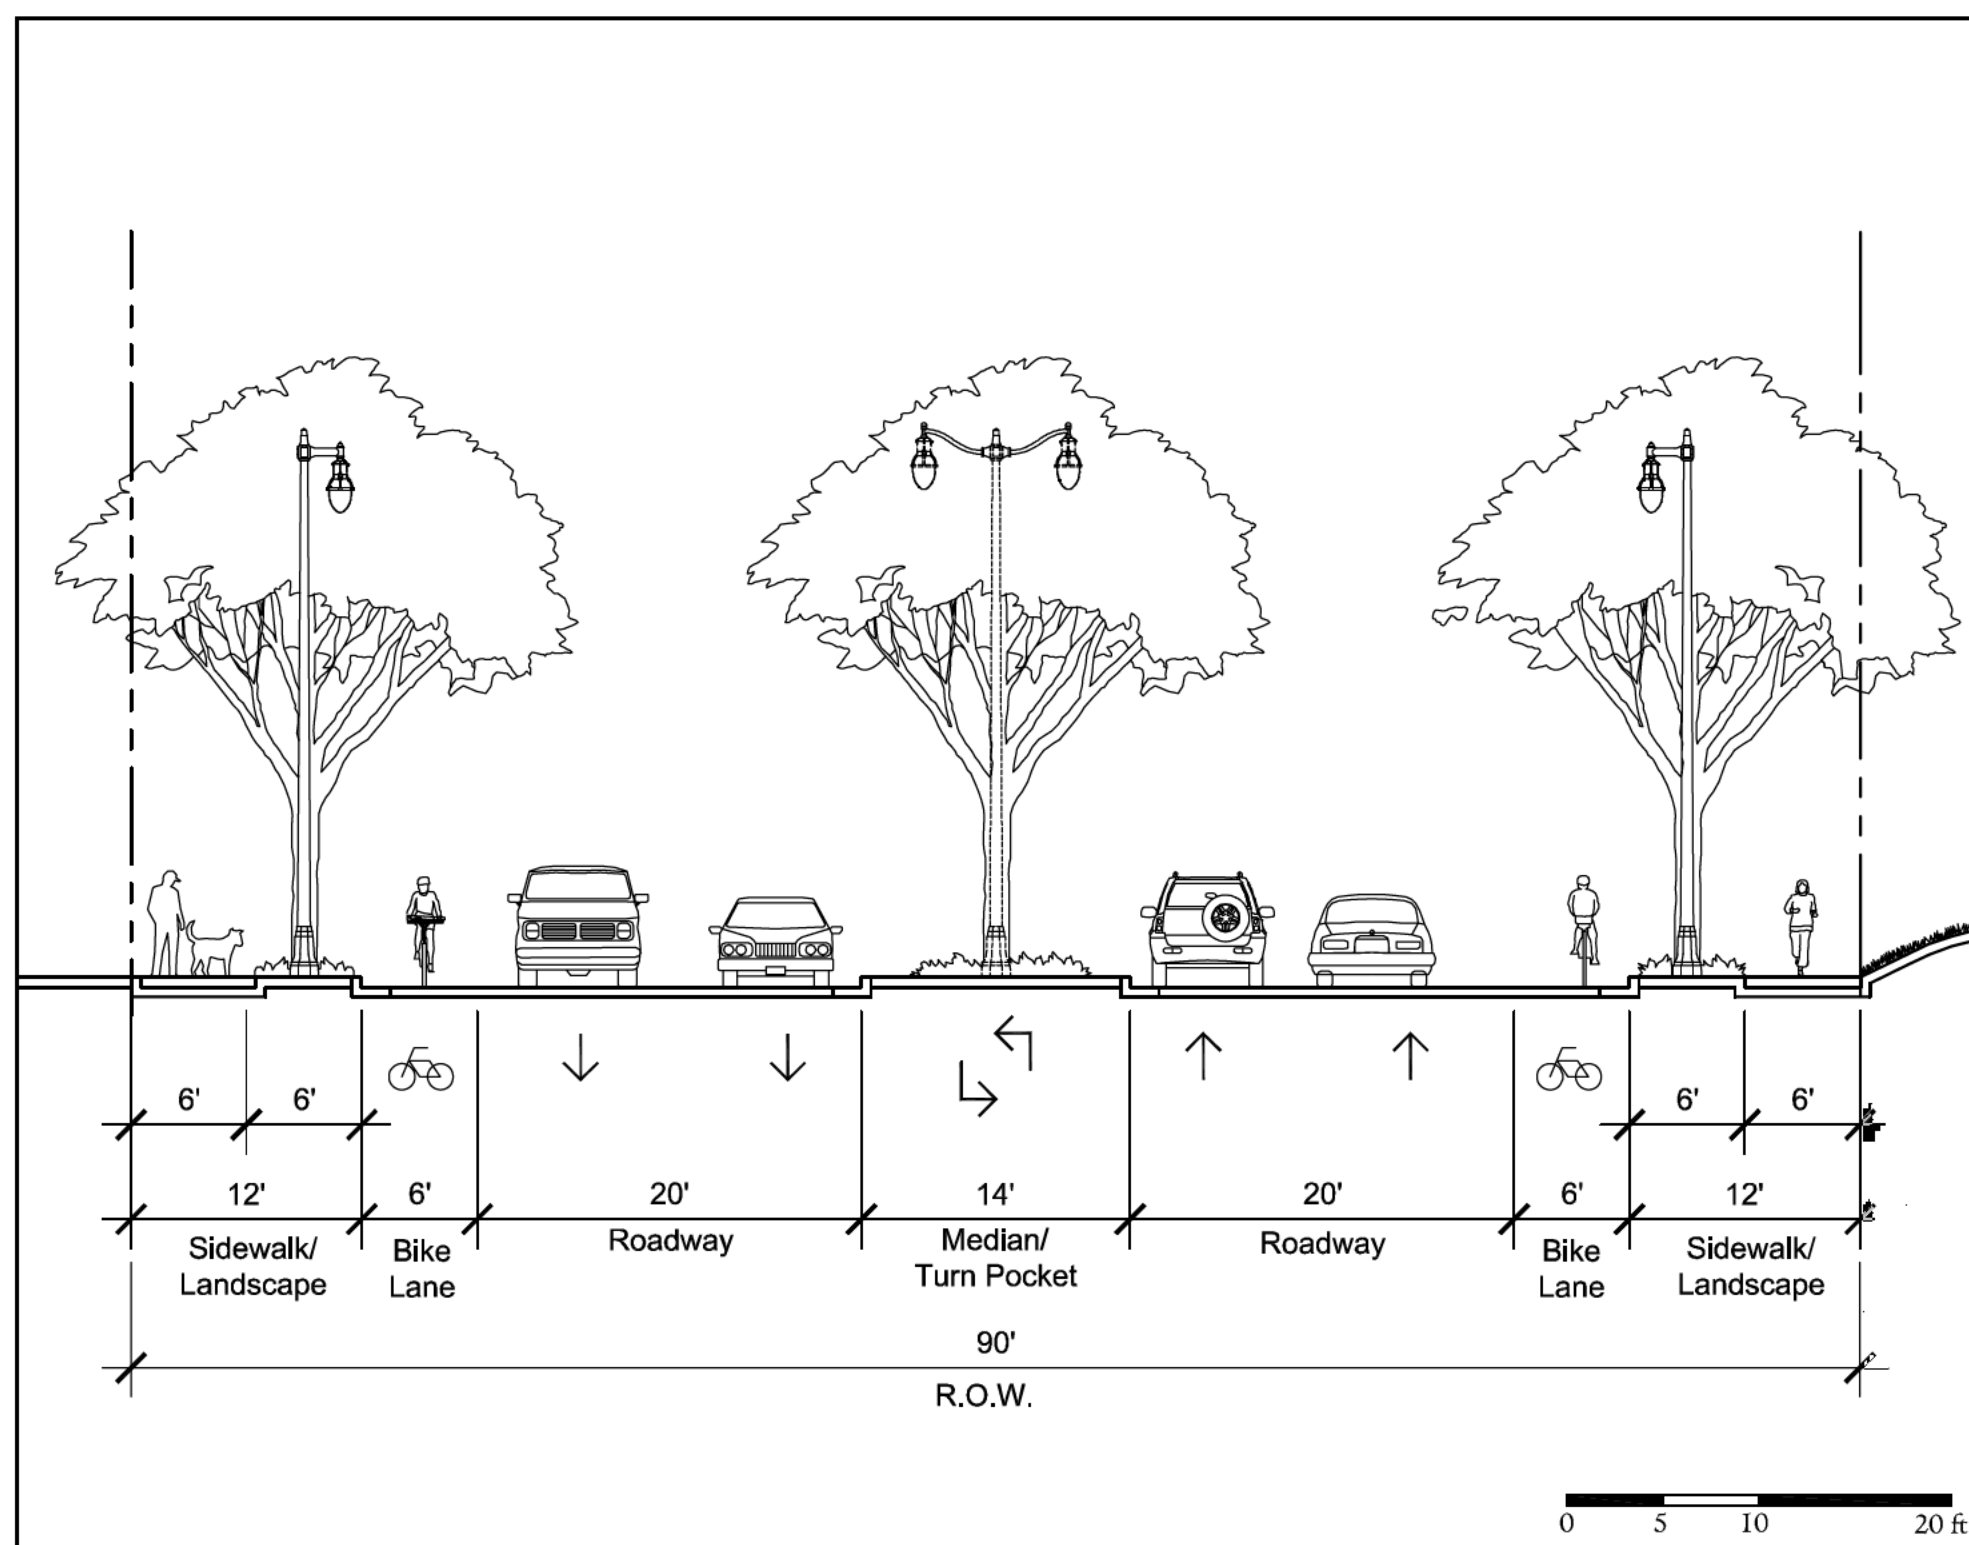 6' 6' 6' 6'
12' 6' 20' 14' 20' 6' 12'
Sidewalk/
Landscape
Bike
Lane
Roadway
Median/
Turn Pocket
Roadway
Bike
Lane
Sidewalk/
Landscape
90'
R.O.W.
0 5 10 20 ft